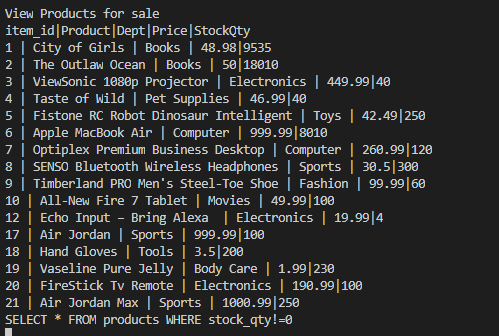 View Products for sale
item_id|Product|Dept|Price|StockQty
1 | City of Girls | Books | 48.98|9535
2 | The Outlaw Ocean | Books | 50|18010
3 | ViewSonic 1080p Projector | Electronics | 449.99|40
4 | Taste of Wild | Pet Supplies | 46.99|40
5 | Fistone RC Robot Dinosaur Intelligent | Toys | 42.49|250
6 | Apple MacBook Air | Computer | 999.99|8010
7 | Optiplex Premium Business Desktop | Computer | 260.99|120
8 | SENSO Bluetooth Wireless Headphones | Sports | 30.5|300
9 | Timberland PRO Men's Steel-Toe Shoe | Fashion | 99.99|60
10 | All-New Fire 7 Tablet | Movies | 49.99|100
12 | Echo Input – Bring Alexa  | Electronics | 19.99|4
17 | Air Jordan | Sports | 999.99|100
18 | Hand Gloves | Tools | 3.5|200
19 | Vaseline Pure Jelly | Body Care | 1.99|230
20 | FireStick Tv Remote | Electronics | 190.99|100
21 | Air Jordan Max | Sports | 1000.99|250
SELECT * FROM products WHERE stock_qty!=0